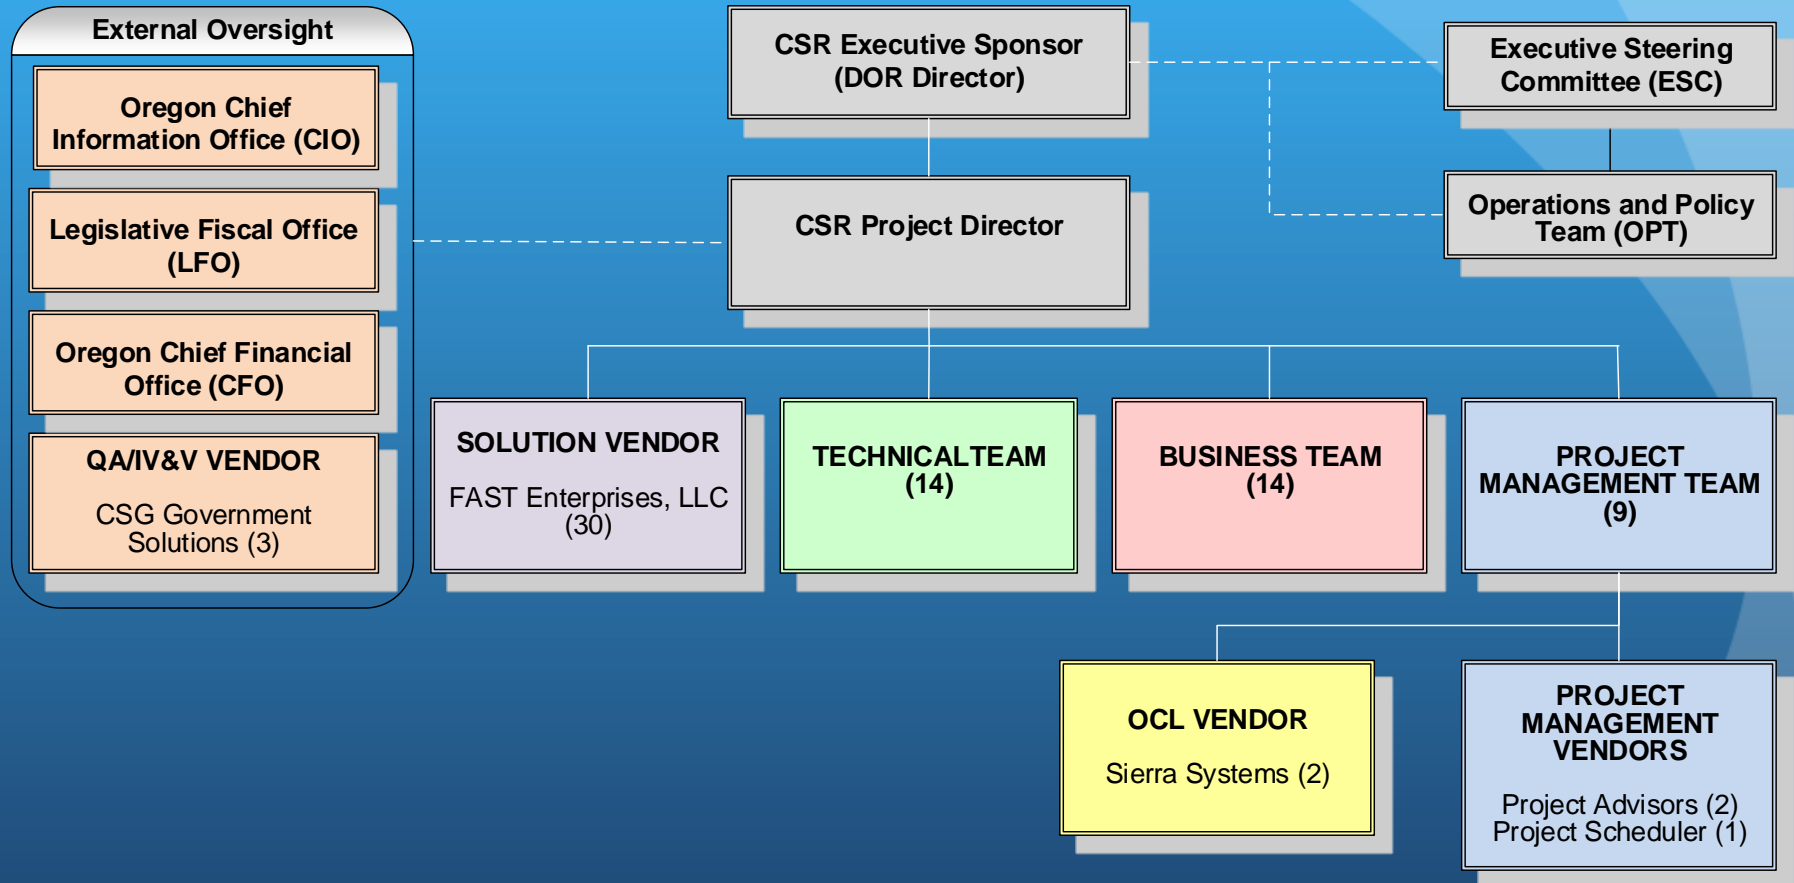 External Oversight
Oregon Chief
Information Office (CIO)
Legislative Fiscal Office
(LFO)
Oregon Chief Financial
Office (CFO)
QA/IV&V VENDOR
CSG Government
Solutions (3)
CSR Executive Sponsor
(DOR Director)
Executive Steering
Committee (ESC)
CSR Project Director
Operations and Policy
Team (OPT)
SOLUTION VENDOR
FAST Enterprises, LLC
(30)
TECHNICALTEAM
(14)
BUSINESS TEAM
(14)
PROJECT
MANAGEMENT TEAM
(9)
OCL VENDOR
Sierra Systems (2)
PROJECT
MANAGEMENT
VENDORS
Project Advisors (2)
Project Scheduler (1)